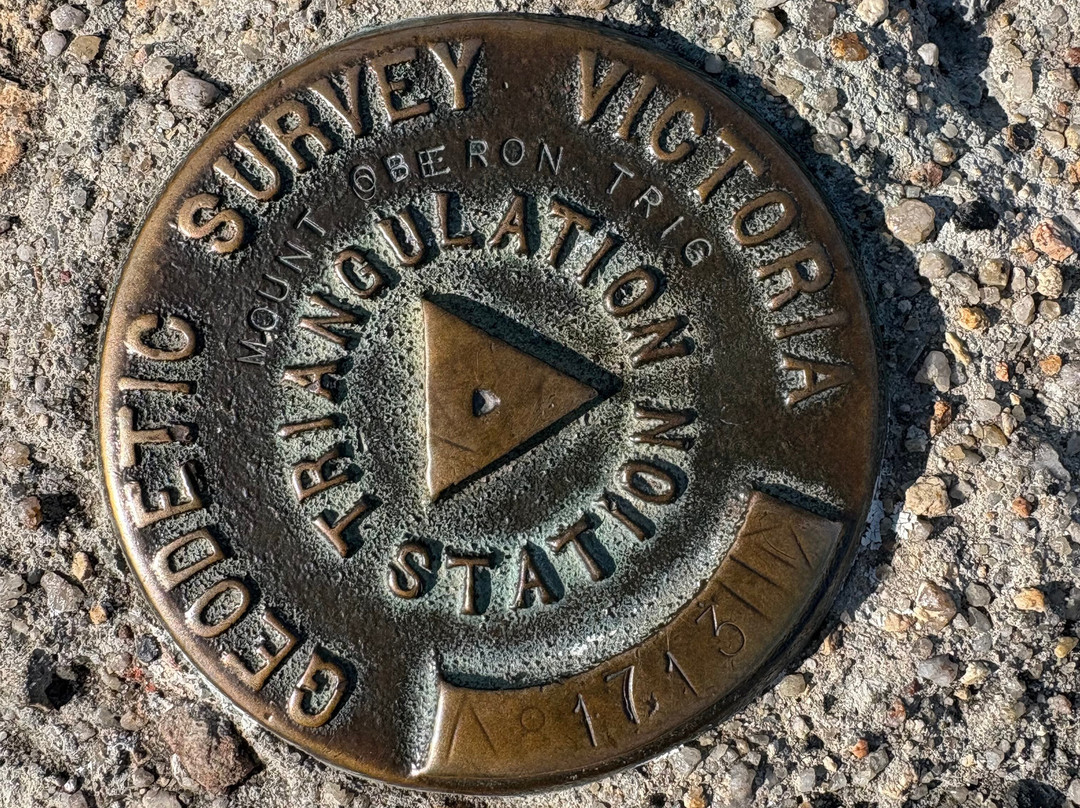 GEODETIC SURVEY VICTORIA
MOUNT OBERON TRIG
TRIANGULATION STATION
1713